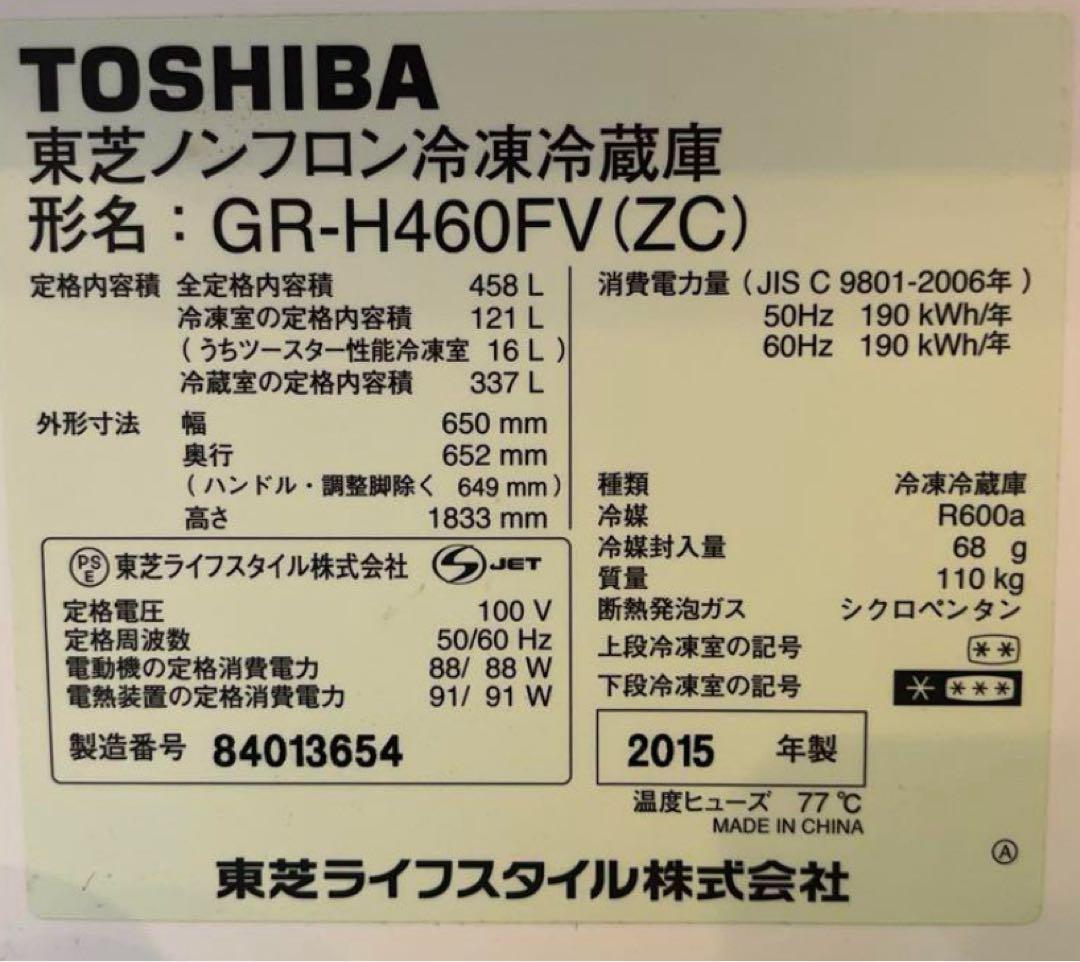 TOSHIBA
東芝ノンフロン冷凍冷蔵庫
形名：GR-H460FV(ZC)
定格内容積 全定格内容積 458 L
冷凍室の定格内容積 121 L
(うちツースター性能冷凍室 16 L)
冷蔵室の定格内容積 337 L
外形寸法 幅 650 mm
奥行 652 mm
(ハンドル・調整脚除く 649 mm)
高さ 1833 mm
PSE 東芝ライフスタイル株式会社 S JET
定格電圧 100 V
定格周波数 50/60 Hz
電動機の定格消費電力 88/ 88 W
電熱装置の定格消費電力 91/ 91 W
製造番号 84013654
消費電力量 (JIS C 9801-2006年)
50Hz 190 kWh/年
60Hz 190 kWh/年
種類 冷凍冷蔵庫
冷媒 R600a
冷媒封入量 68 g
質量 110 kg
断熱発泡ガス シクロペンタン
上段冷凍室の記号 **
下段冷凍室の記号 * ***
2015 年製
温度ヒューズ 77℃
MADE IN CHINA
Ⓐ
東芝ライフスタイル株式会社